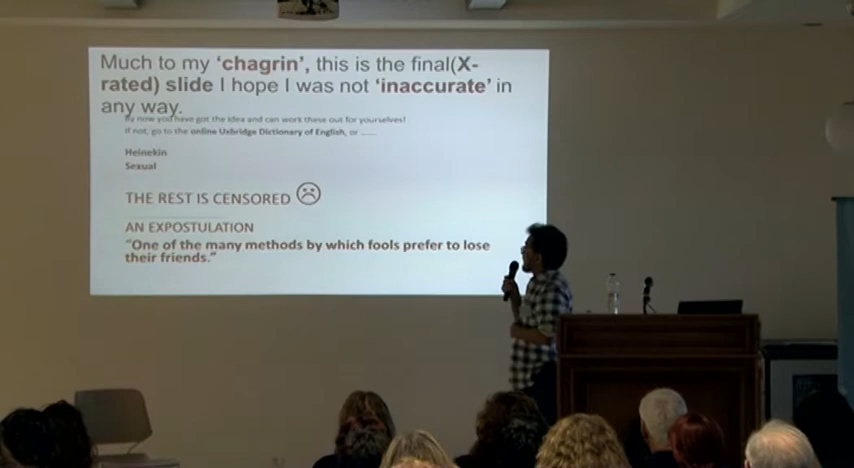 Much to my ‘chagrin’, this is the final(X-
rated) slide I hope I was not ‘inaccurate’ in
any way.
By now you have got the idea and can work these out for yourselves!
If not, go to the online Uxbridge Dictionary of English, or ......
Heinekin
Sexual
THE REST IS CENSORED
AN EXPOSTULATION
“One of the many methods by which fools prefer to lose
their friends.”